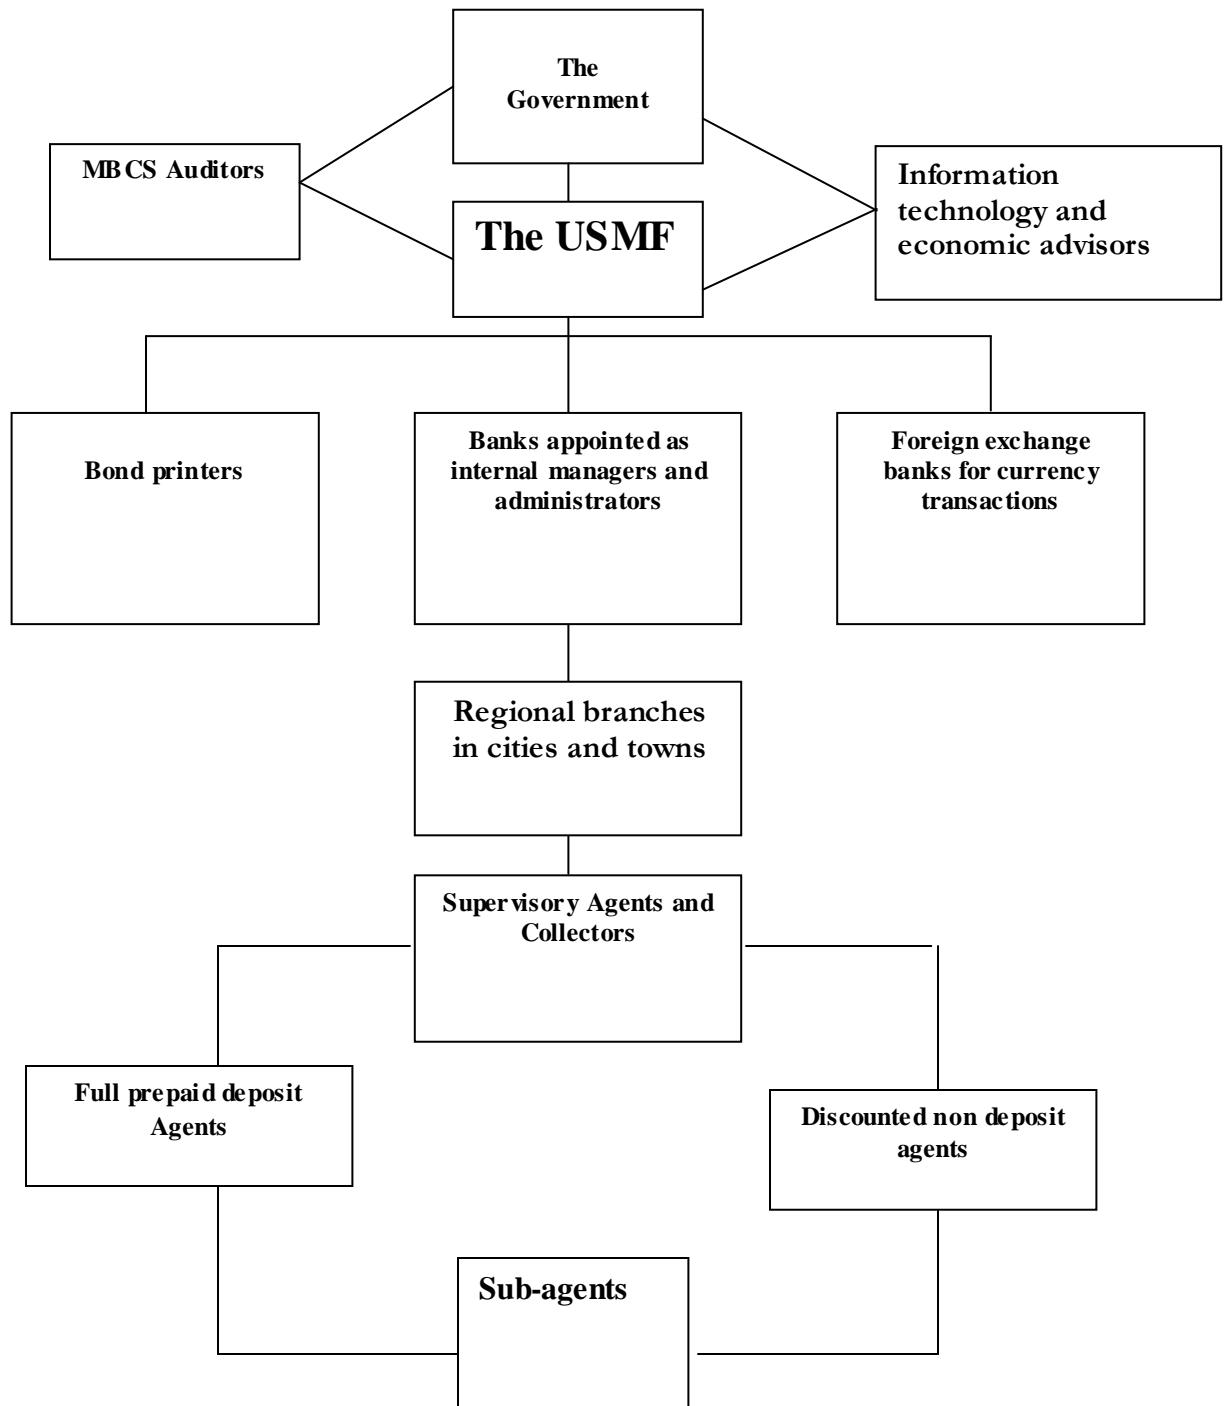 The
Government
MBCS Auditors
Information
technology and
economic advisors
The USMF
Bond printers
Banks appointed as
internal managers and
administrators
Foreign exchange
banks for currency
transactions
Regional branches
in cities and towns
Supervisory Agents and
Collectors
Full prepaid deposit
Agents
Discounted non deposit
agents
Sub-agents